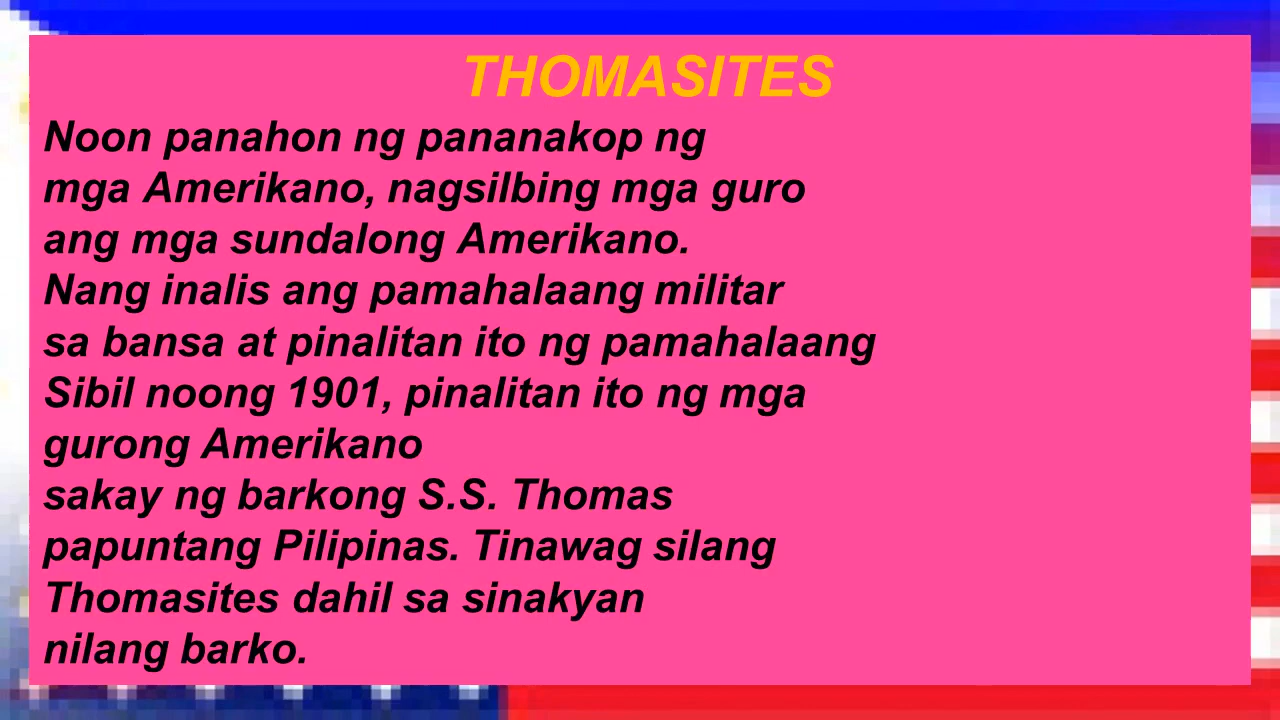 THOMASITES
Noon panahon ng pananakop ng
mga Amerikano, nagsilbing mga guro
ang mga sundalong Amerikano.
Nang inalis ang pamahalaang militar
sa bansa at pinalitan ito ng pamahalaang
Sibil noong 1901, pinalitan ito ng mga
gurong Amerikano
sakay ng barkong S.S. Thomas
papuntang Pilipinas. Tinawag silang
Thomasites dahil sa sinakyan
nilang barko.